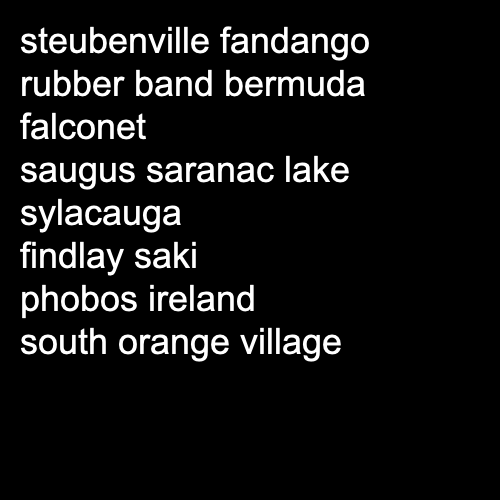 steubenville fandango
rubber band bermuda
falconet
saugus saranac lake
sylacauga
findlay saki
phobos ireland
south orange village